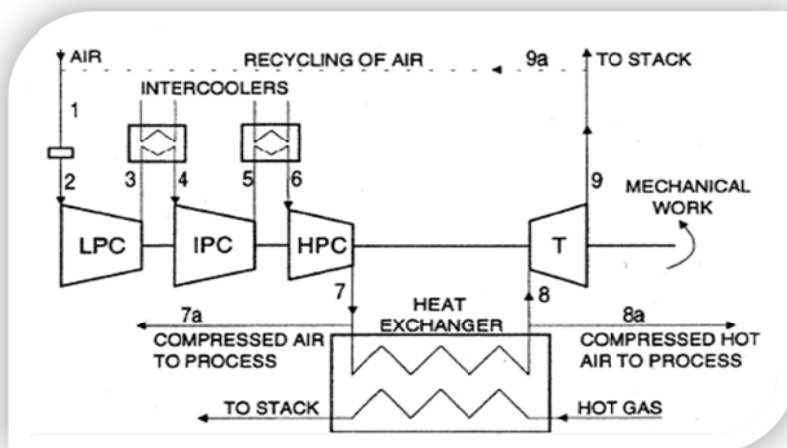 AIR
RECYCLING OF AIR
9a
TO STACK
INTERCOOLERS
1
2
3
4
5
6
9
MECHANICAL
WORK
LPC
IPC
HPC
T
7
8
HEAT
EXCHANGER
7a
8a
COMPRESSED AIR
TO PROCESS
COMPRESSED HOT
AIR TO PROCESS
TO STACK
HOT GAS